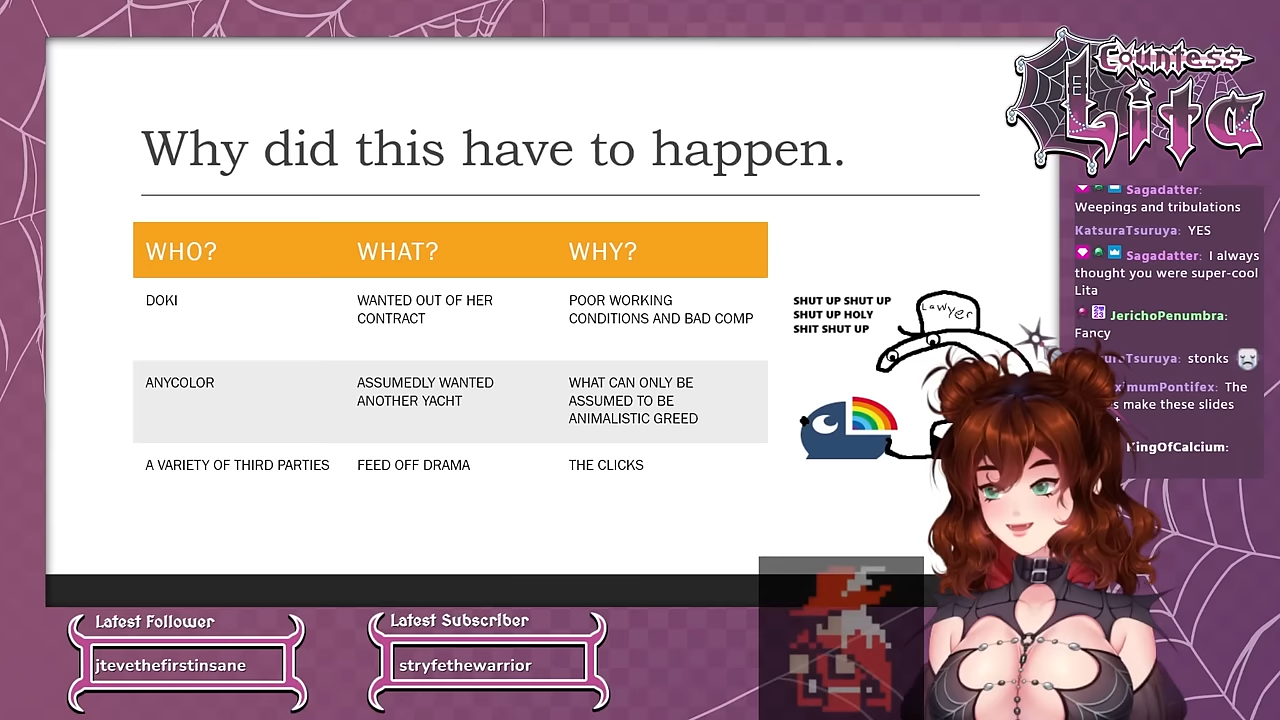 Why did this have to happen.
WHO? WHAT? WHY?
DOKI
WANTED OUT OF HER
CONTRACT
POOR WORKING
CONDITIONS AND BAD COMP
ANYCOLOR
ASSUMEDLY WANTED
ANOTHER YACHT
WHAT CAN ONLY BE
ASSUMED TO BE
ANIMALISTIC GREED
A VARIETY OF THIRD PARTIES
FEED OFF DRAMA
THE CLICKS
SHUT UP SHUT UP
SHUT UP HOLY
SHIT SHUT UP
Lawyer
Countess
Lita
Sagadatter:
Weepings and tribulations
KatsuraTsuruya: YES
Sagadatter: I always
thought you were super-cool
Lita
JerichoPenumbra:
Fancy
Tsuruya: stonks
mumPontifex: The
make these slides
KingOfCalcium:
Latest Follower
jtevethefirstinsane
Latest Subscriber
stryfethewarrior